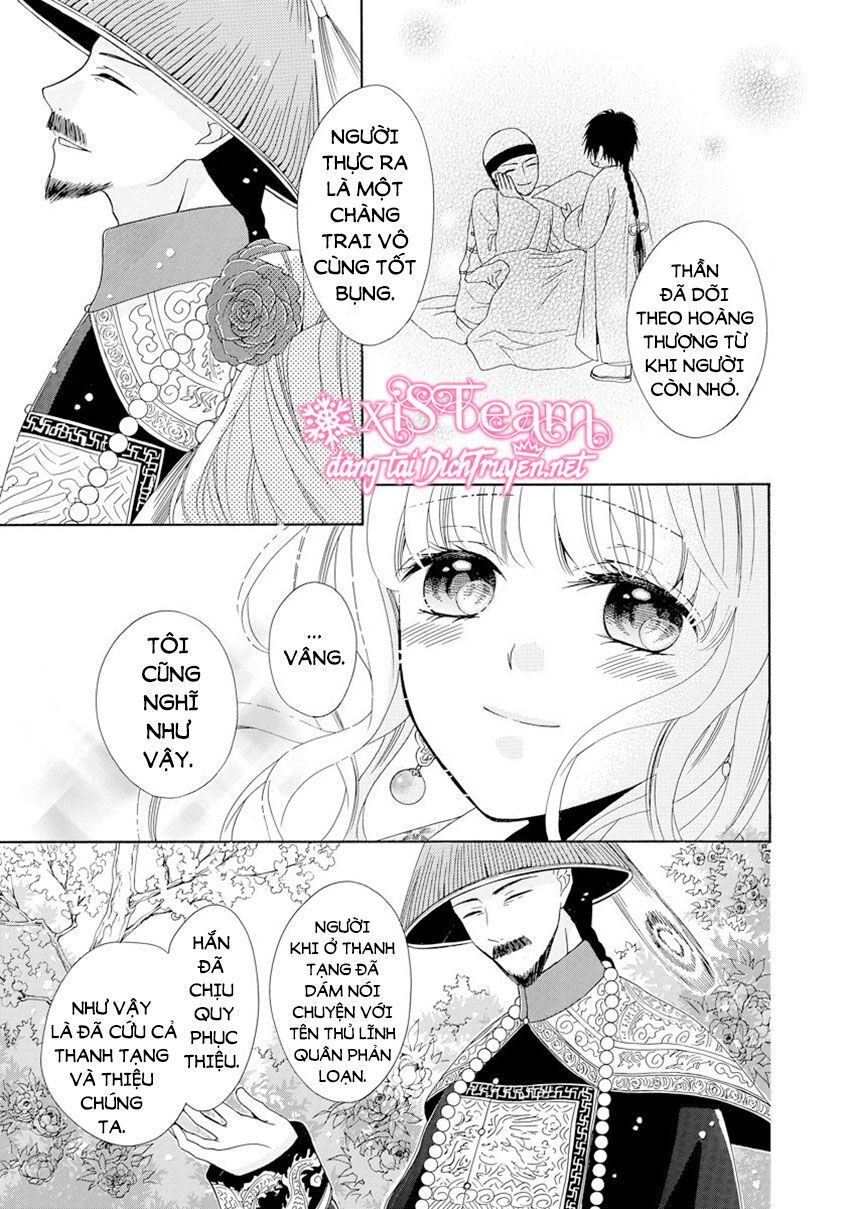 THẦN
ĐÃ DÕI
THEO HOÀNG
THƯỢNG TỪ
KHI NGƯỜI
CÒN NHỎ.
NGƯỜI
THỰC RA
LÀ MỘT
CHÀNG
TRAI VÔ
CÙNG TỐT
BỤNG.
xiSTeam
đăng tại DichTruyen.net
...
VÂNG.
TÔI
CŨNG
NGHĨ
NHƯ
VẬY.
NGƯỜI
KHI Ở THANH
TẠNG ĐÃ
DÁM NÓI
CHUYỆN VỚI
TÊN THỦ LĨNH
QUÂN PHẢN
LOẠN.
HẮN
ĐÃ
CHỊU
QUY
PHỤC
THIỆU.
NHƯ VẬY
LÀ ĐÃ CỨU CẢ
THANH TẠNG
VÀ THIỆU
CHÚNG
TA.